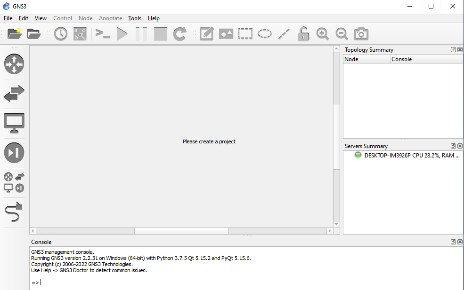 GNS3
File Edit View Control Node Annotate Tools Help
Topology Summary
Node Console
Please create a project
Servers Summary
DESKTOP-IM3926P CPU 28.2%, RAM ...
Console
GNS3 management console.
Running GNS3 version 2.2.31 on Windows (64-bit) with Python 3.7.5 Qt 5.15.2 and PyQt 5.15.6.
Copyright (c) 2006-2022 GNS3 Technologies.
Use Help -> GNS3 Doctor to detect common issues.
=>